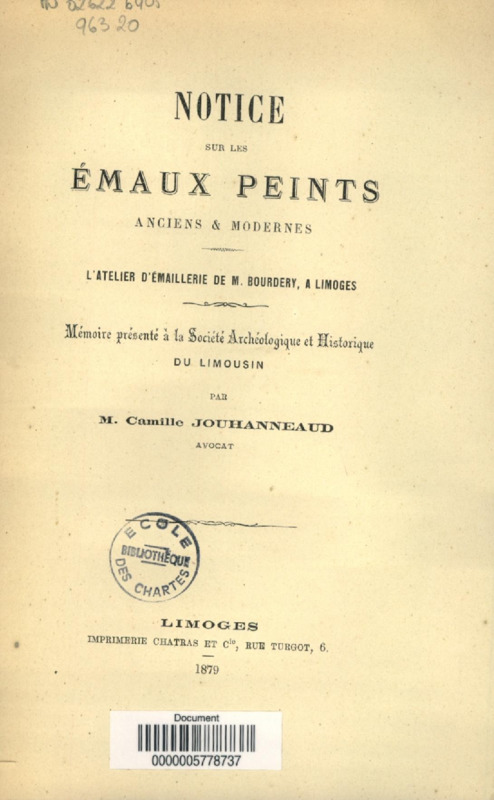 96320
NOTICE
SUR LES
ÉMAUX PEINTS
ANCIENS & MODERNES
L'ATELIER D'ÉMAILLERIE DE M. BOURDERY, A LIMOGES
Mémoire présenté à la Société Archéologique et Historique
DU LIMOUSIN
PAR
M. Camille JOUHANNEAUD
AVOCAT
ECOLE
BIBLIOTHÈQUE
DES CHARTES
LIMOGES
IMPRIMERIE CHATRAS ET Cie, RUE TURGOT, 6.
1879
Document
0000005778737